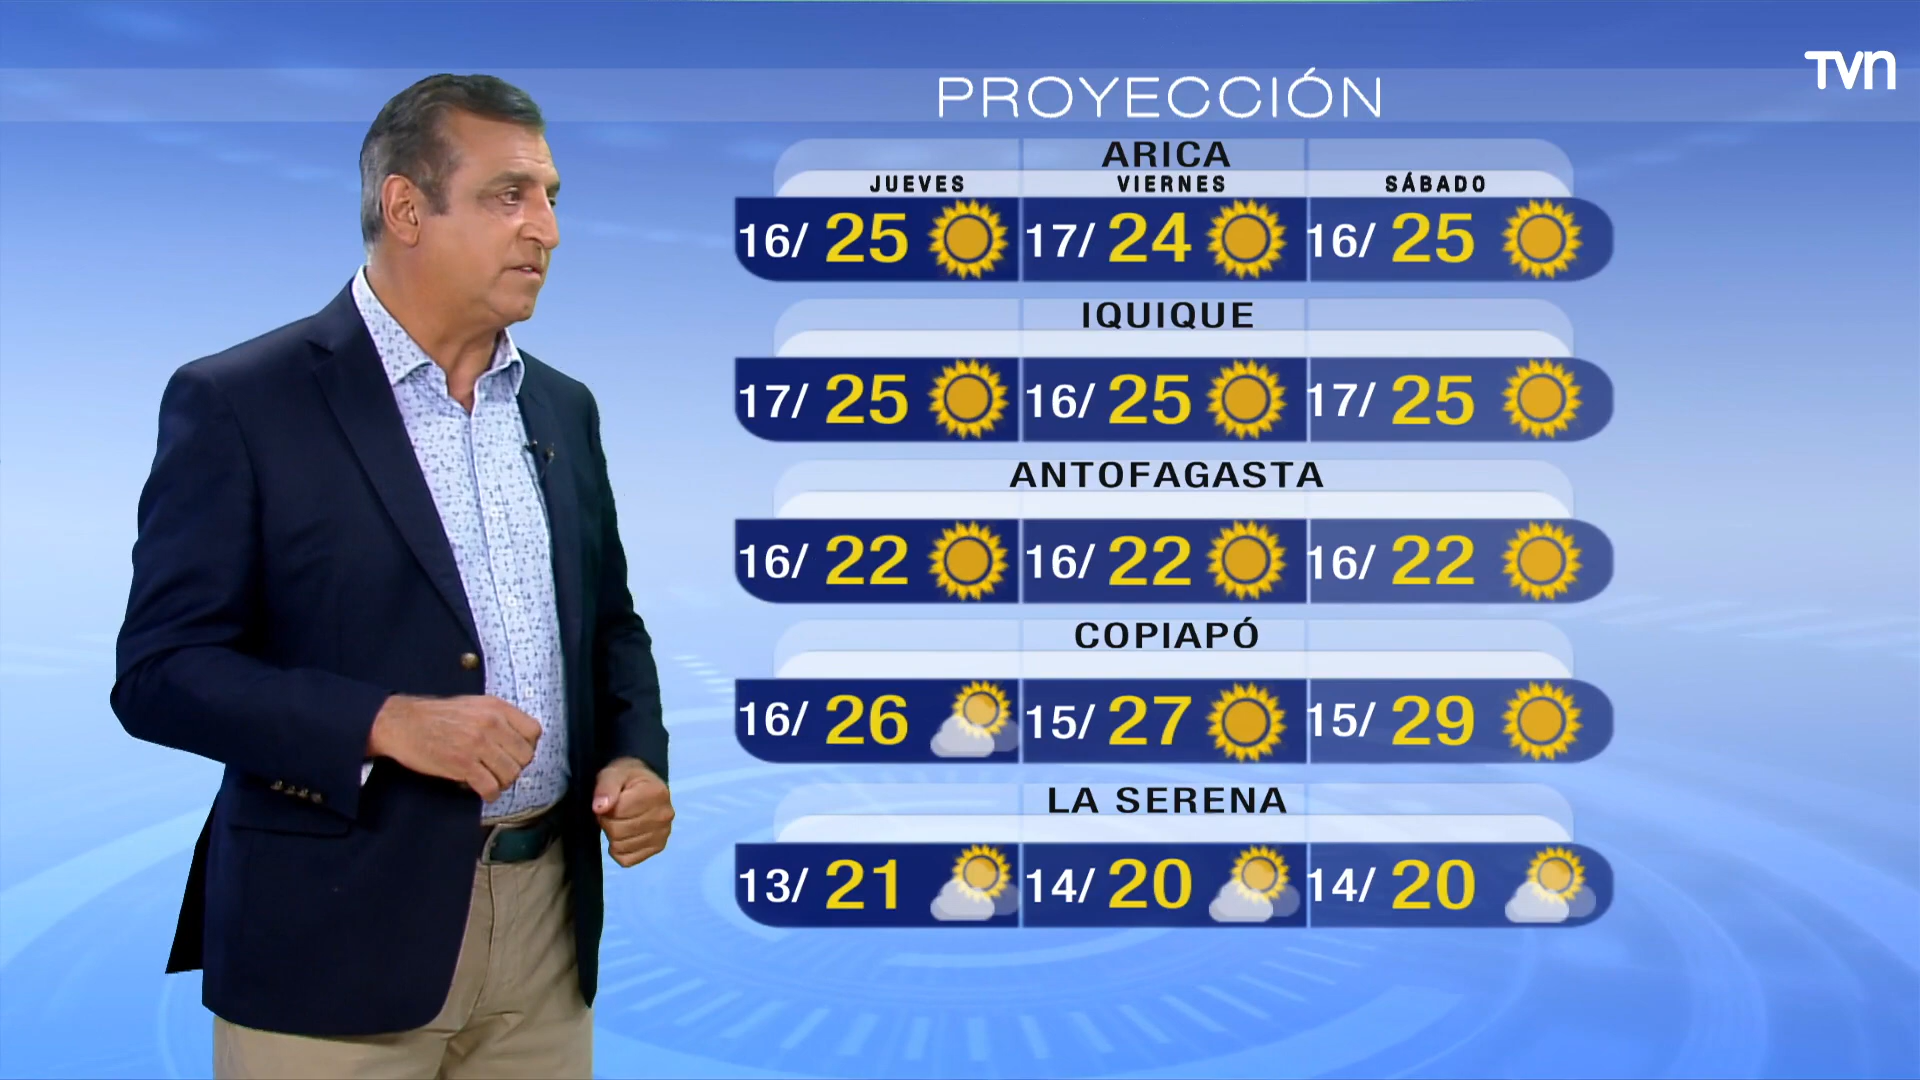 TVN
PROYECCIÓN
ARICA
JUEVES VIERNES SÁBADO
16/ 25 17/ 24 16/ 25
IQUIQUE
17/ 25 16/ 25 17/ 25
ANTOFAGASTA
16/ 22 16/ 22 16/ 22
COPIAPÓ
16/ 26 15/ 27 15/ 29
LA SERENA
13/ 21 14/ 20 14/ 20